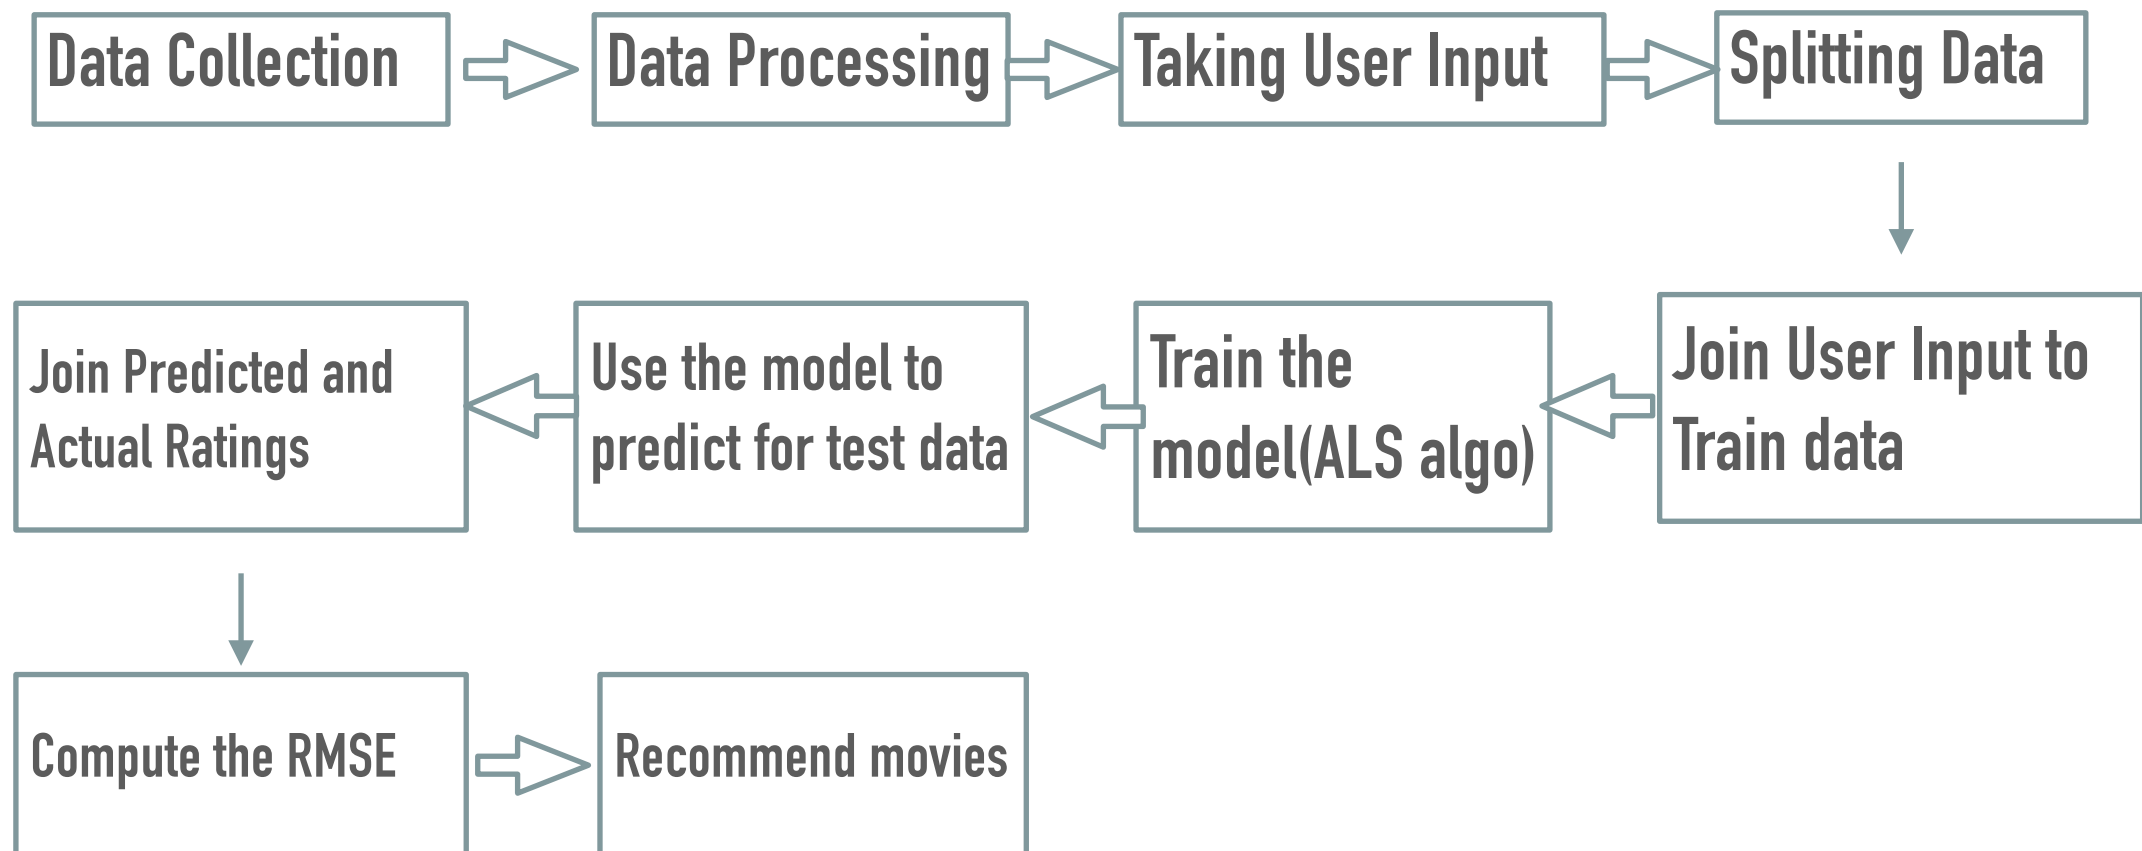 Data Collection
Data Processing
Taking User Input
Splitting Data
Join User Input to
Train data
Train the
model(ALS algo)
Use the model to
predict for test data
Join Predicted and
Actual Ratings
Compute the RMSE
Recommend movies